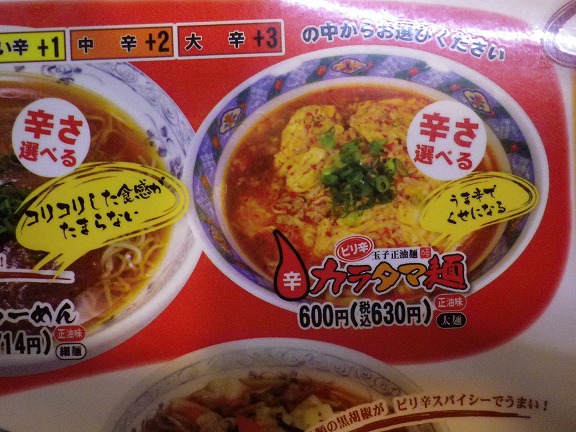 い辛 +1 中 辛 +2 大 辛 +3 の中からお選びください
辛さ
選べる
コリコリした食感が
たまらない
らーめん
正油味
細麺
714円)
辛さ
選べる
うま辛で
くせになる
ピリ辛 玉子正油麺
辛 カラタマ麺
600円(税込630円)
正油味
太麺
類の黒胡椒が ピリ辛スパイシーでうまい!